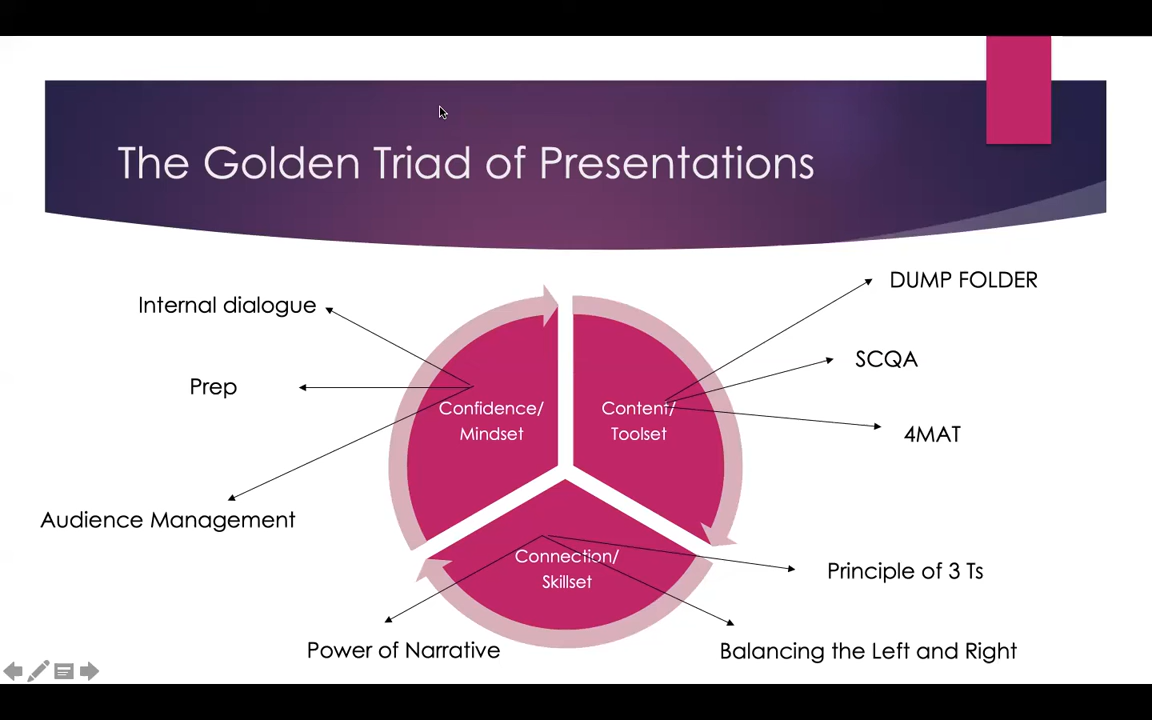 The Golden Triad of Presentations
Internal dialogue
Prep
Audience Management
Confidence/
Mindset
Content/
Toolset
DUMP FOLDER
SCQA
4MAT
Connection/
Skillset
Principle of 3 Ts
Power of Narrative
Balancing the Left and Right